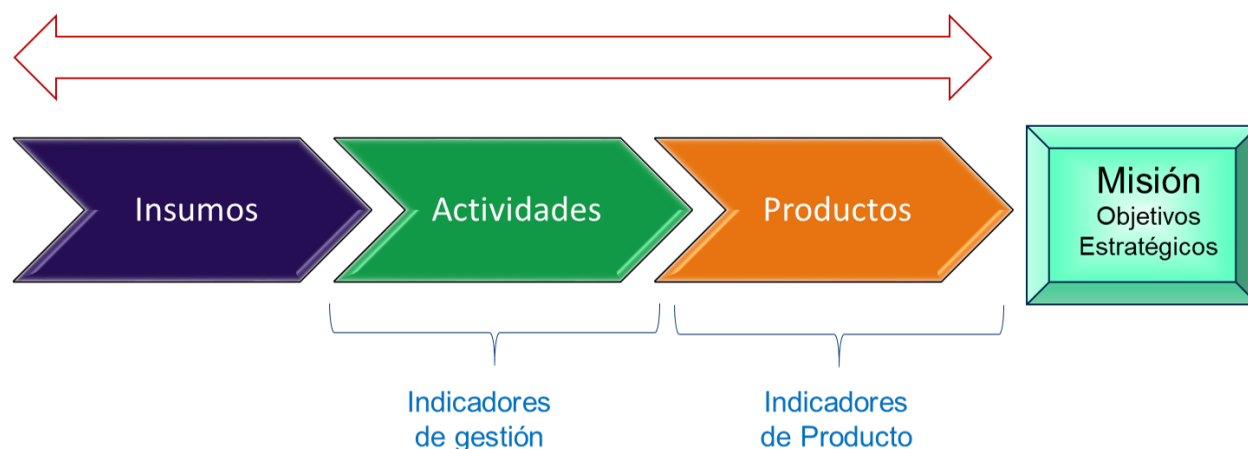 Insumos
Actividades
Productos
Misión
Objetivos
Estratégicos
Indicadores
de gestión
Indicadores
de Producto